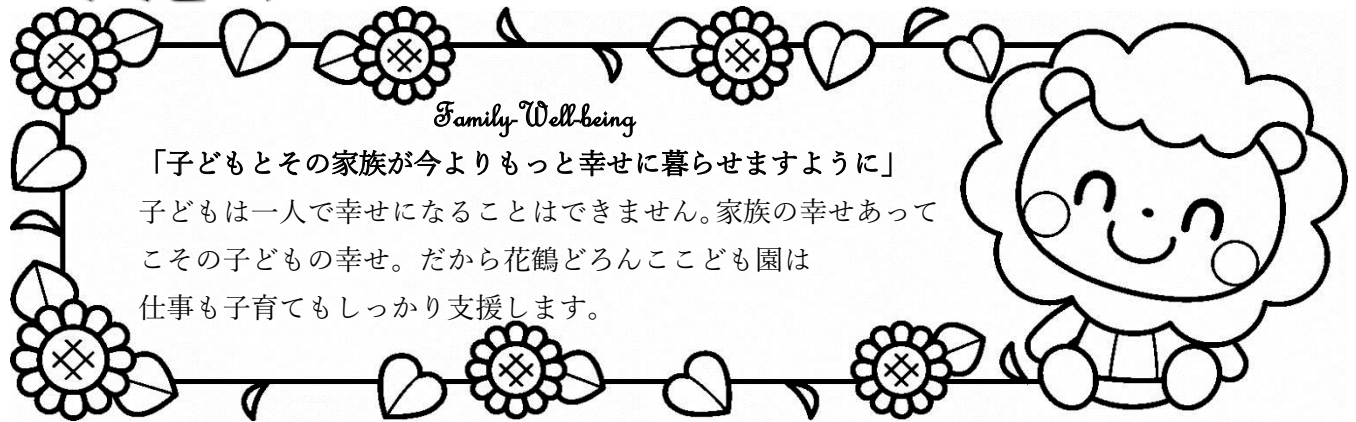 Family-Well-being
「子どもとその家族が今よりもっと幸せに暮らせますように」
子どもは一人で幸せになることはできません。家族の幸せあって
こその子どもの幸せ。だから花鶴どろんここども園は
仕事も子育てもしっかり支援します。